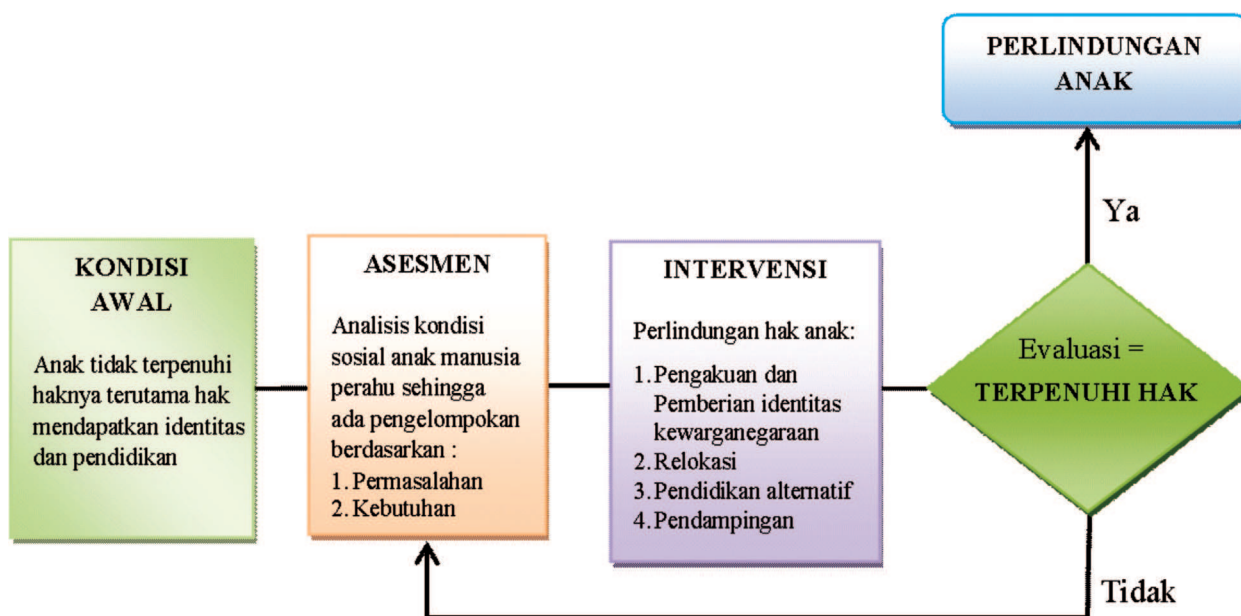 PERLINDUNGAN
ANAK
Ya
KONDISI
AWAL
Anak tidak terpenuhi
haknya terutama hak
mendapatkan identitas
dan pendidikan
ASESMEN
Analisis kondisi
sosial anak manusia
perahu sehingga
ada pengelompokan
berdasarkan :
1. Permasalahan
2. Kebutuhan
INTERVENSI
Perlindungan hak anak:
1. Pengakuan dan
Pemberian identitas
kewarganegaraan
2. Relokasi
3. Pendidikan alternatif
4. Pendampingan
Evaluasi =
TERPENUHI HAK
Tidak